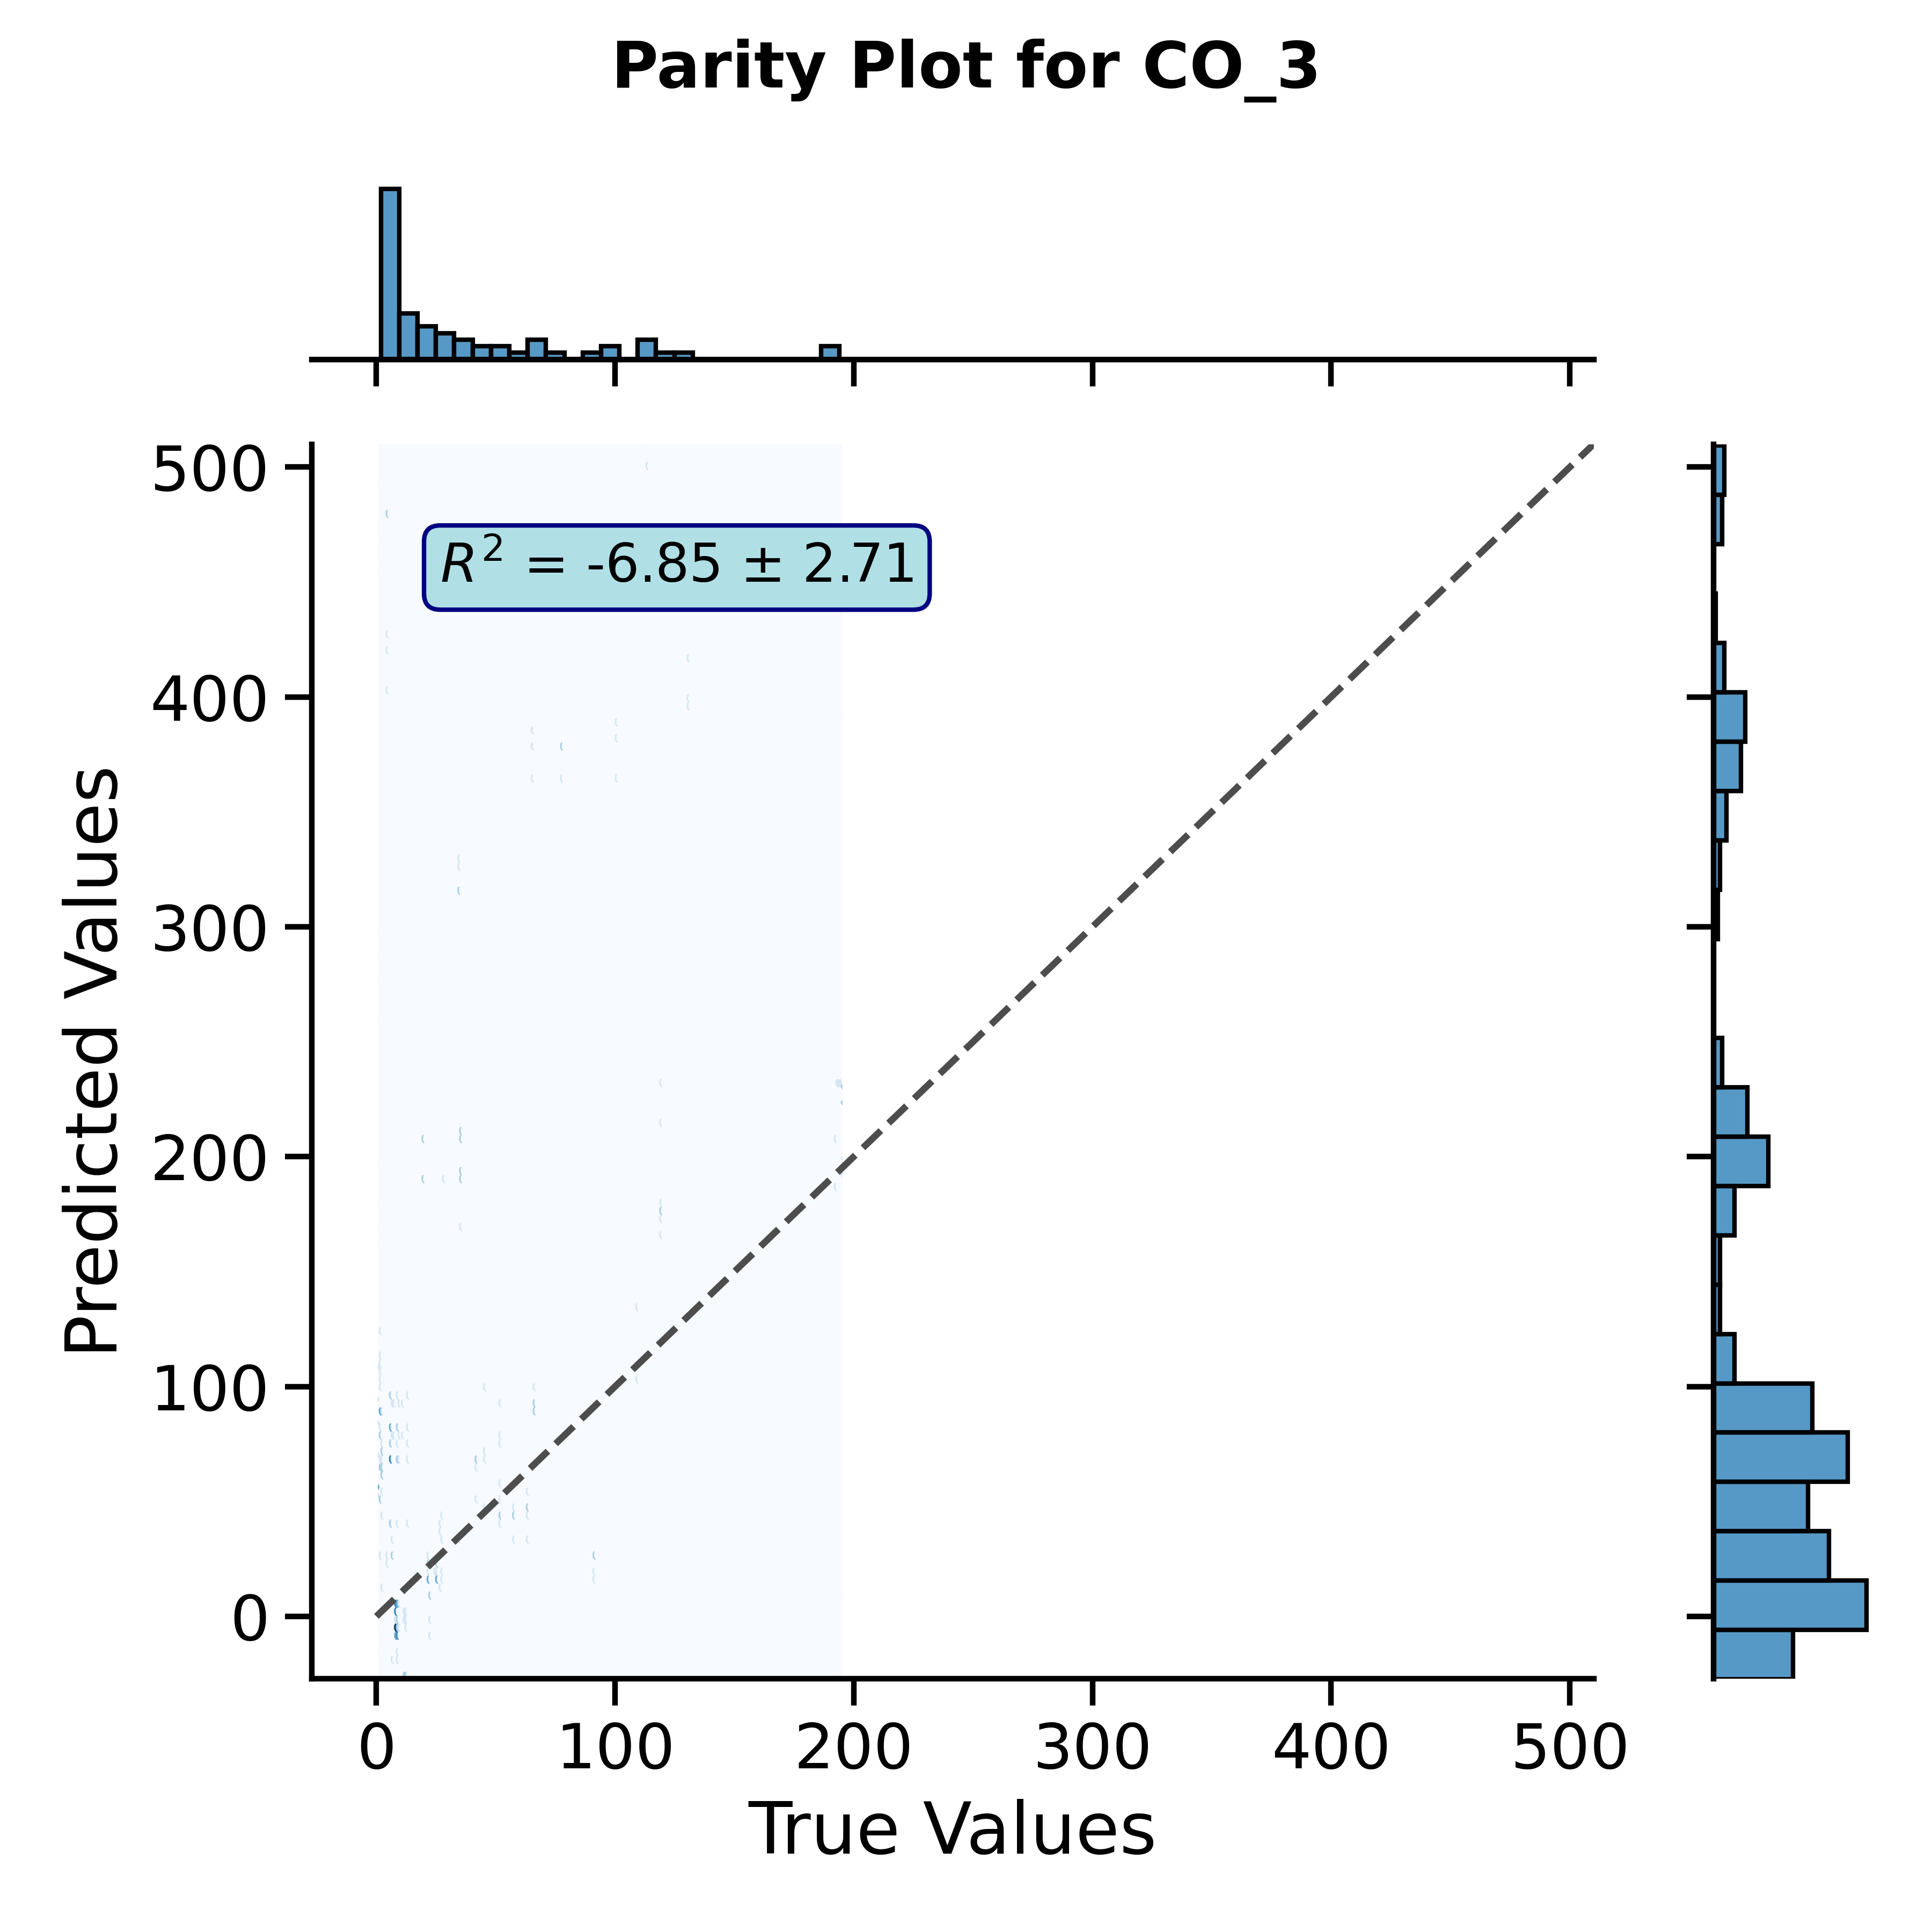 Parity Plot for CO_3
R² = -6.85 ± 2.71
Predicted Values
500
400
300
200
100
0
0 100 200 300 400 500
True Values